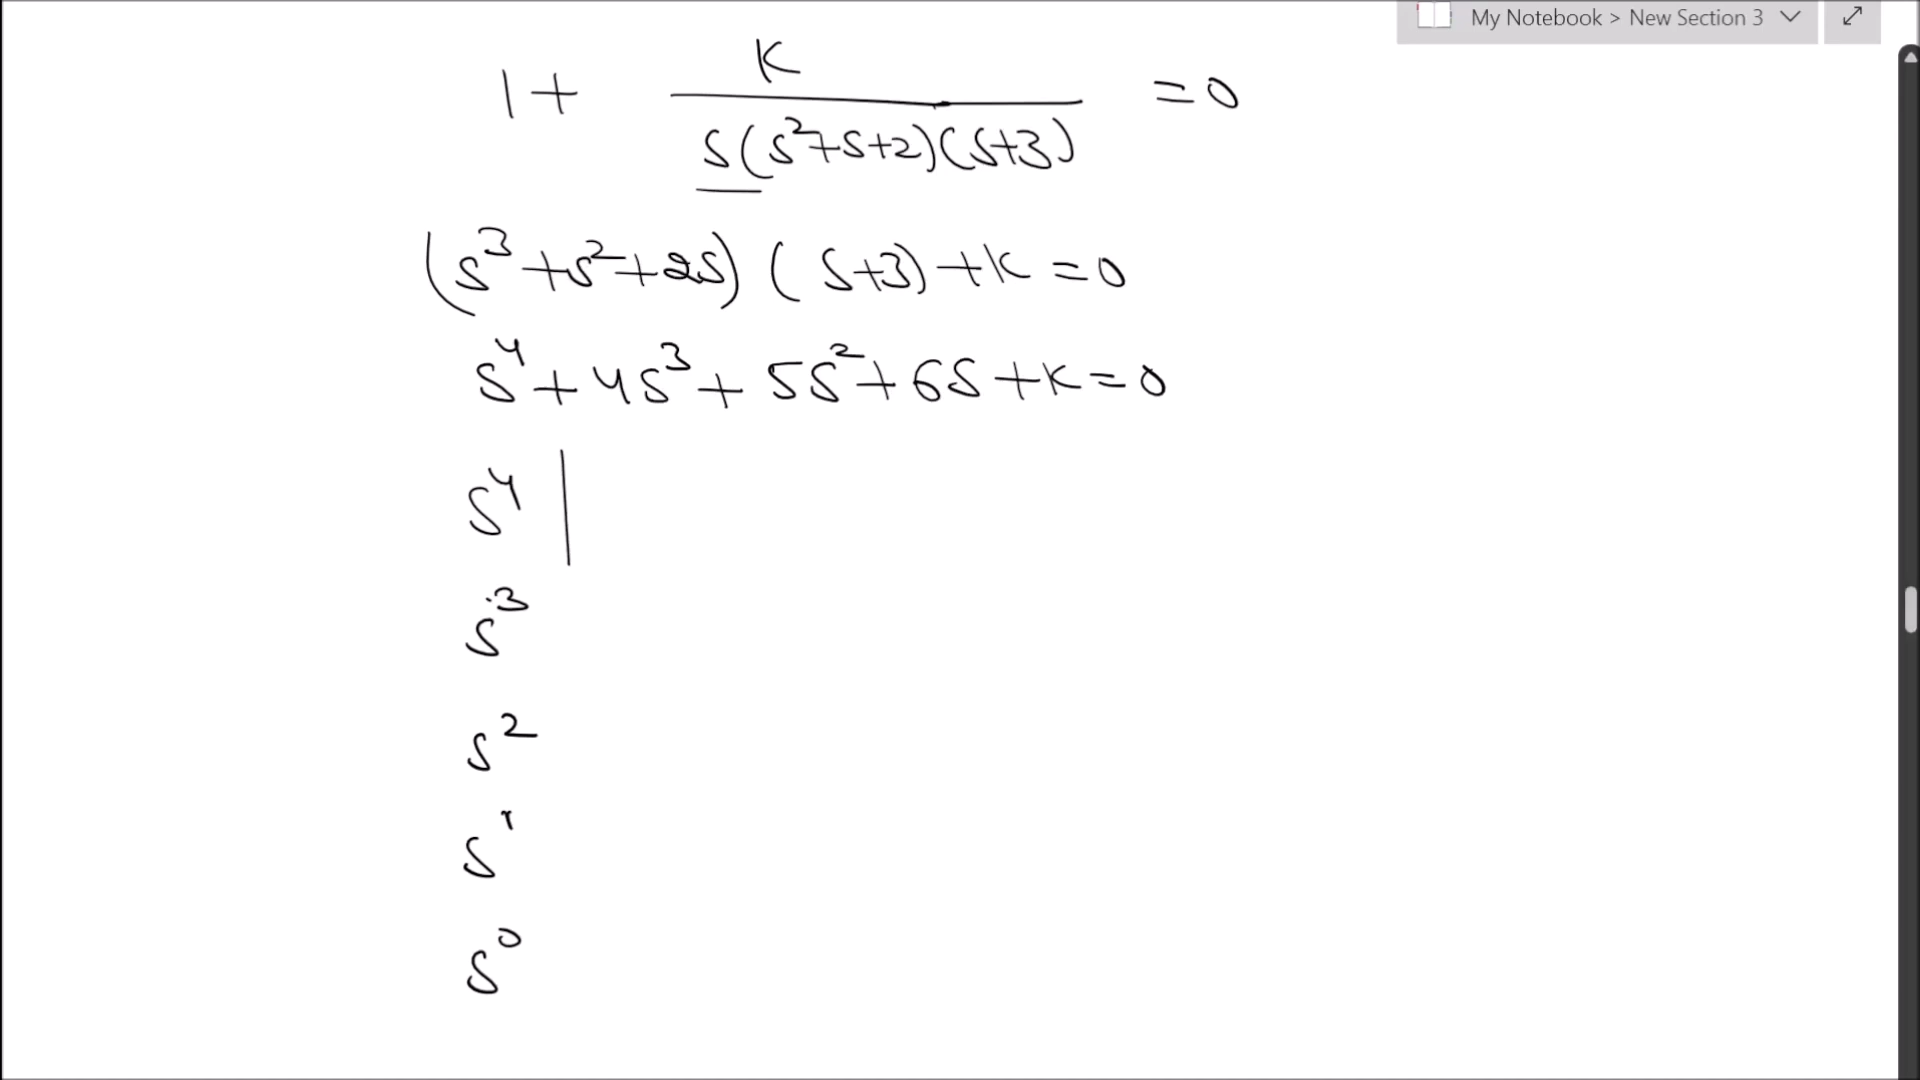 My Notebook > New Section 3
1 + K / s(s²+s+2)(s+3) = 0
(s³+s²+2s) (s+3) + K = 0
s⁴ + 4s³ + 5s² + 6s + K = 0
s⁴ |
s³
s²
s¹
s⁰